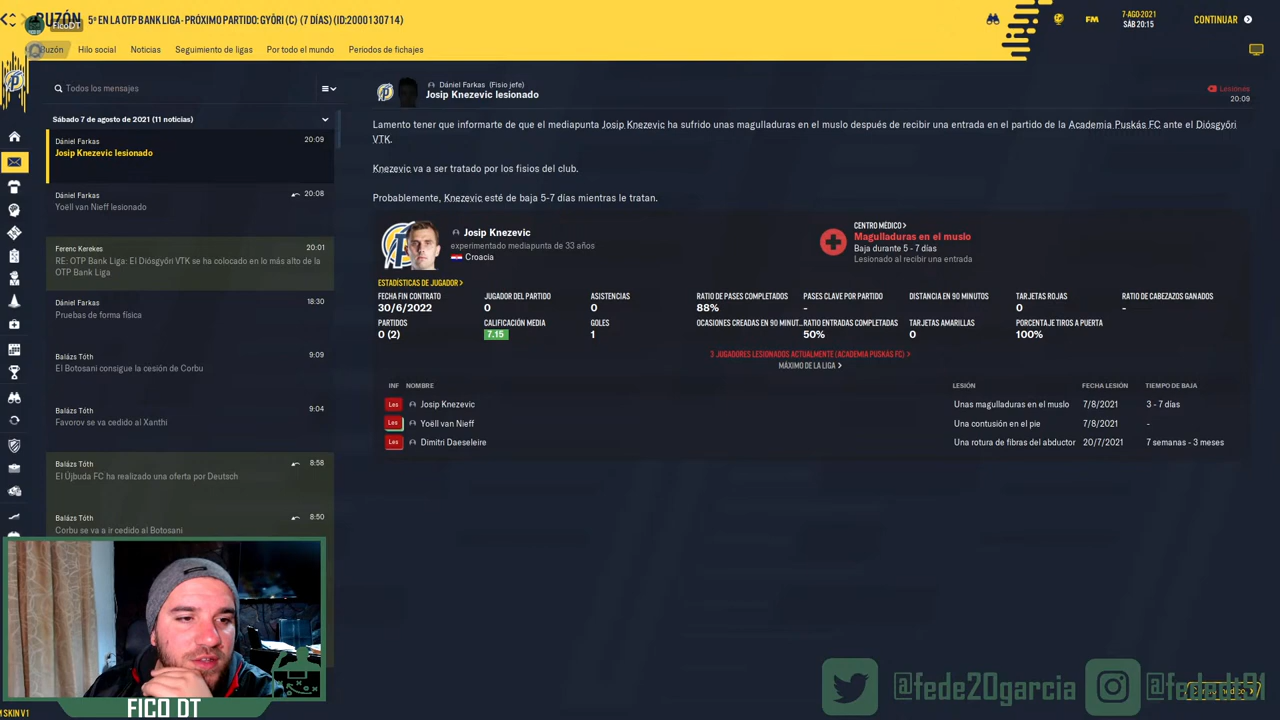 BUZÓN
5º EN LA OTP BANK LIGA - PRÓXIMO PARTIDO: GYŐRI (C) (7 DÍAS) (ID:2000130714)
FicoDT
FM
7-AGO-2021
SÁB 20:15
CONTINUAR
Buzón
Hilo social
Noticias
Seguimiento de ligas
Por todo el mundo
Periodos de fichajes
Todos los mensajes
Sábado 7 de agosto de 2021 (11 noticias)
Dániel Farkas
20:09
Josip Knezevic lesionado
Dániel Farkas
20:08
Yoëll van Nieff lesionado
Ferenc Kerekes
20:01
RE: OTP Bank Liga: El Diósgyőri VTK se ha colocado en lo más alto de la
OTP Bank Liga
Dániel Farkas
18:30
Pruebas de forma física
Balázs Tóth
9:09
El Botosani consigue la cesión de Corbu
Balázs Tóth
9:04
Favorov se va cedido al Xanthi
Balázs Tóth
8:58
El Újbuda FC ha realizado una oferta por Deutsch
Balázs Tóth
8:50
Corbu se va a ir cedido al Botosani
Dániel Farkas (Fisio jefe)
Josip Knezevic lesionado
Lesiones
20:09
Lamento tener que informarte de que el mediapunta Josip Knezevic ha sufrido unas magulladuras en el muslo después de recibir una entrada en el partido de la Academia Puskás FC ante el Diósgyőri
VTK.
Knezevic va a ser tratado por los fisios del club.
Probablemente, Knezevic esté de baja 5-7 días mientras le tratan.
Josip Knezevic
experimentado mediapunta de 33 años
Croacia
CENTRO MÉDICO >
Magulladuras en el muslo
Baja durante 5 - 7 días
Lesionado al recibir una entrada
ESTADÍSTICAS DE JUGADOR >
FECHA FIN CONTRATO JUGADOR DEL PARTIDO ASISTENCIAS RATIO DE PASES COMPLETADOS PASES CLAVE POR PARTIDO DISTANCIA EN 90 MINUTOS TARJETAS ROJAS RATIO DE CABEZAZOS GANADOS
30/6/2022 0 0 88% - - 0 -
PARTIDOS CALIFICACIÓN MEDIA GOLES OCASIONES CREADAS EN 90 MINUT... RATIO ENTRADAS COMPLETADAS TARJETAS AMARILLAS PORCENTAJE TIROS A PUERTA
0 (2) 7.15 1 50% 0 100%
3 JUGADORES LESIONADOS ACTUALMENTE (ACADEMIA PUSKÁS FC) >
MÁXIMO DE LA LIGA >
INF NOMBRE LESIÓN FECHA LESIÓN TIEMPO DE BAJA
Les Josip Knezevic Unas magulladuras en el muslo 7/8/2021 3 - 7 días
Les Yoëll van Nieff Una contusión en el pie 7/8/2021 -
Les Dimitri Daeseleire Una rotura de fibras del abductor 20/7/2021 7 semanas - 3 meses
@fede20garcia
@fededt01
FICO DT
SKIN V1